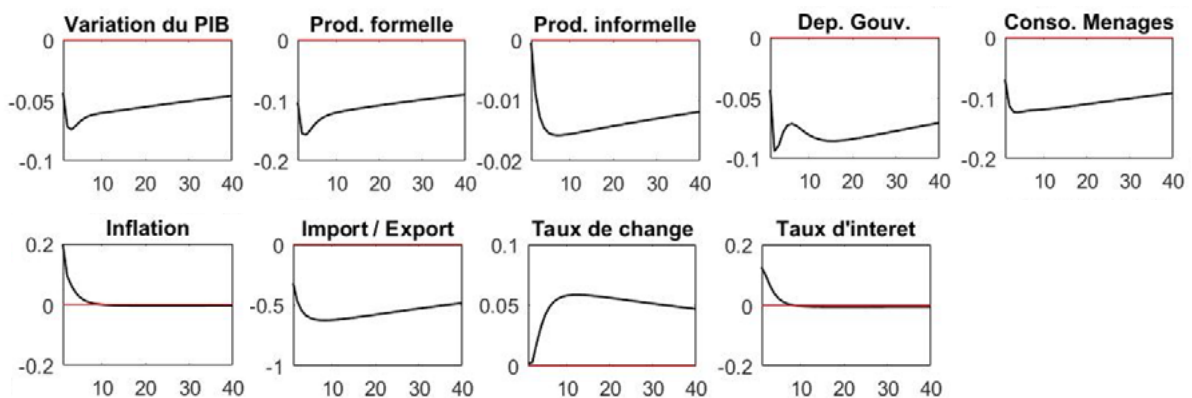 Variation du PIB
0
-0.05
-0.1
10 20 30 40
Prod. formelle
0
-0.1
-0.2
10 20 30 40
Prod. informelle
0
-0.01
-0.02
10 20 30 40
Dep. Gouv.
0
-0.05
-0.1
10 20 30 40
Conso. Menages
0
-0.1
-0.2
10 20 30 40
Inflation
0.2
0
-0.2
10 20 30 40
Import / Export
0
-0.5
-1
10 20 30 40
Taux de change
0.1
0.05
0
10 20 30 40
Taux d'interet
0.2
0
-0.2
10 20 30 40